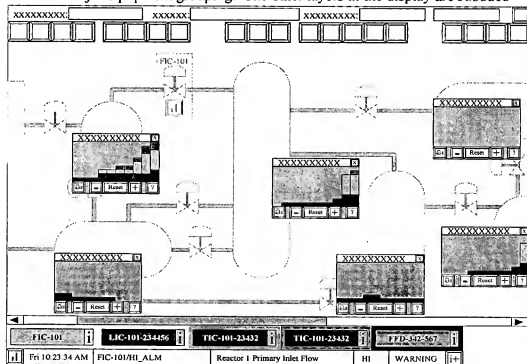 XXXXXXXXX: XXXXXX
XXXXXXXXX:
FIC-101
XXXXXXXXXX
XXXXXXXXXX
Reset + ?
XXXXXXXXXX
Reset + ?
Reset + ?
XXXXXXXXXX
XXXXXXXXXX
XXXXXXXXXX
Reset + ?
Reset + ?
Reset + ?
FIC-101 LIC-101-234456 TIC-101-23432 TIC-101-23432 FFD-342-567
Fri 10:23 34 AM FIC-101/HI_ALM Reactor 1 Primary Inlet Flow HI WARNING i+